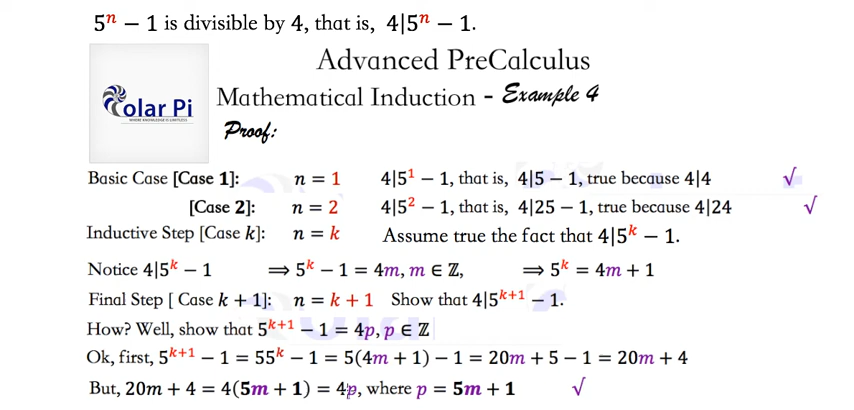 5ⁿ − 1 is divisible by 4, that is, 4|5ⁿ − 1.
Advanced PreCalculus
Polar Pi
WHERE KNOWLEDGE IS LIMITLESS
Mathematical Induction - Example 4
Proof:
Basic Case [Case 1]: n = 1 4|5¹ − 1, that is, 4|5 − 1, true because 4|4 √
[Case 2]: n = 2 4|5² − 1, that is, 4|25 − 1, true because 4|24 √
Inductive Step [Case k]: n = k Assume true the fact that 4|5ᵏ − 1.
Notice 4|5ᵏ − 1 ⟹ 5ᵏ − 1 = 4m, m ∈ ℤ, ⟹ 5ᵏ = 4m + 1
Final Step [ Case k + 1]: n = k + 1 Show that 4|5ᵏ⁺¹ − 1.
How? Well, show that 5ᵏ⁺¹ − 1 = 4p, p ∈ ℤ
Ok, first, 5ᵏ⁺¹ − 1 = 55ᵏ − 1 = 5(4m + 1) − 1 = 20m + 5 − 1 = 20m + 4
But, 20m + 4 = 4(5m + 1) = 4p, where p = 5m + 1 √